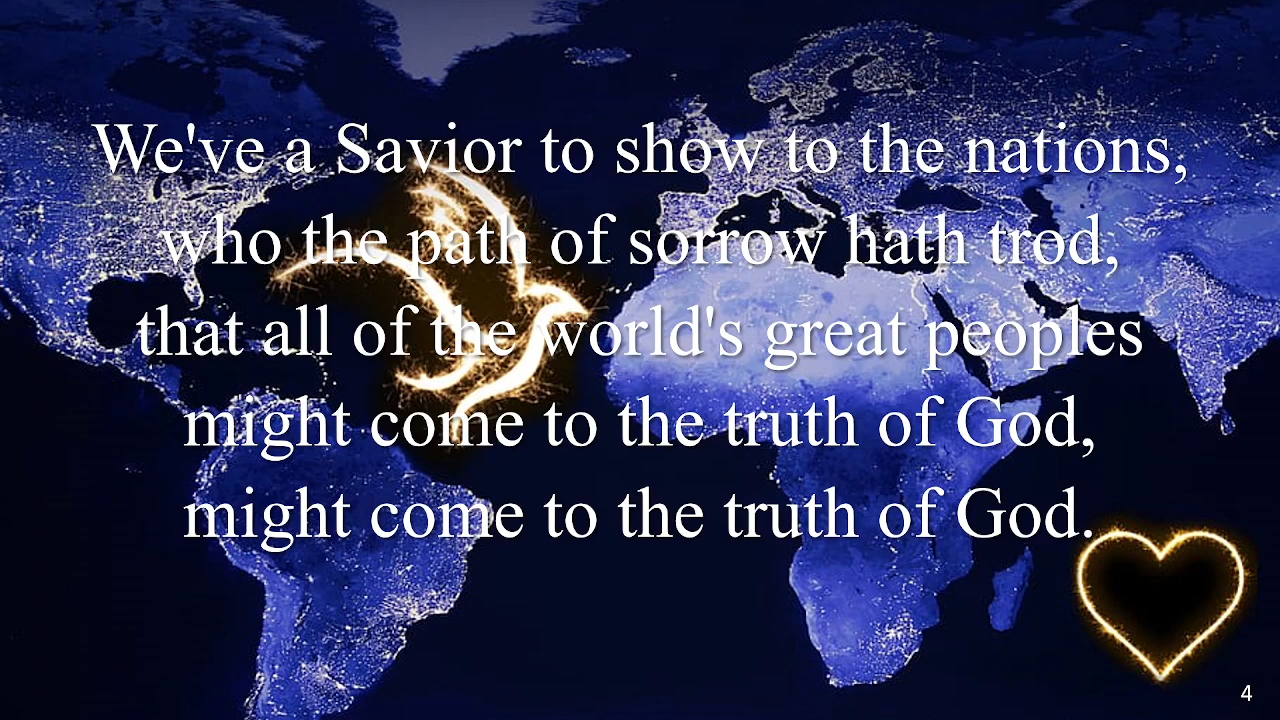 We've a Savior to show to the nations,
who the path of sorrow hath trod,
that all of the world's great peoples
might come to the truth of God,
might come to the truth of God.
4